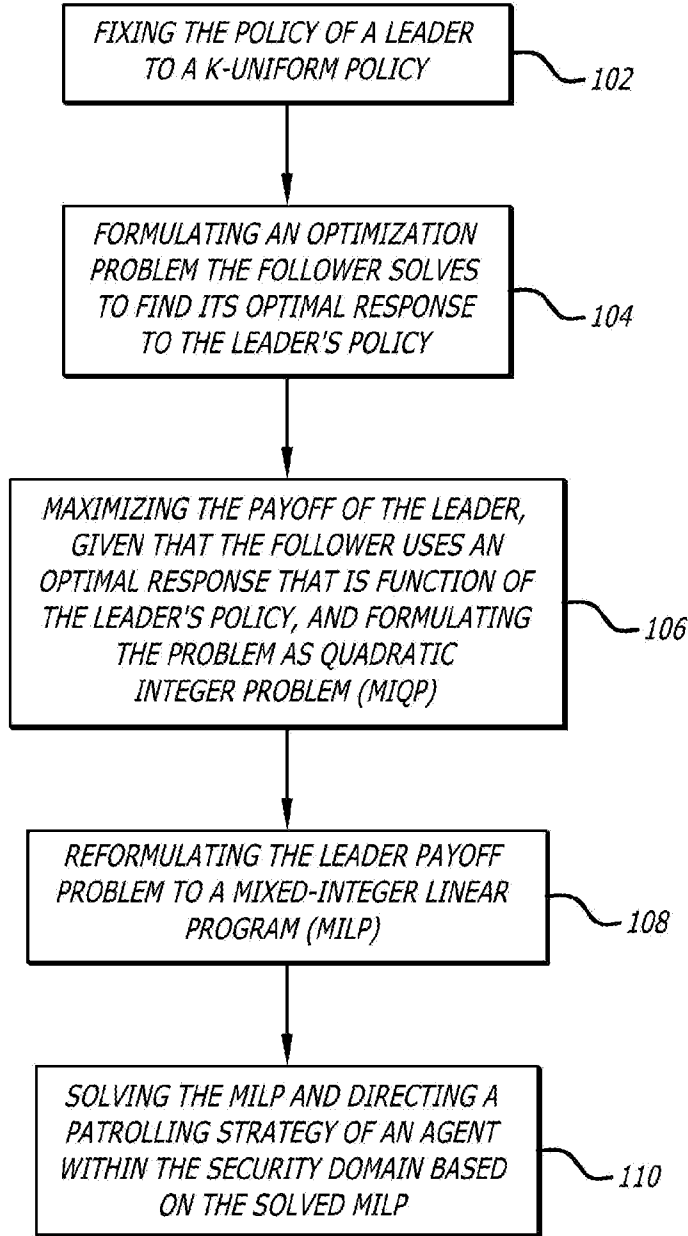 FIXING THE POLICY OF A LEADER
TO A K-UNIFORM POLICY
102
FORMULATING AN OPTIMIZATION
PROBLEM THE FOLLOWER SOLVES
TO FIND ITS OPTIMAL RESPONSE
TO THE LEADER'S POLICY
104
MAXIMIZING THE PAYOFF OF THE LEADER,
GIVEN THAT THE FOLLOWER USES AN
OPTIMAL RESPONSE THAT IS FUNCTION OF
THE LEADER'S POLICY, AND FORMULATING
THE PROBLEM AS QUADRATIC
INTEGER PROBLEM (MIQP)
106
REFORMULATING THE LEADER PAYOFF
PROBLEM TO A MIXED-INTEGER LINEAR
PROGRAM (MILP)
108
SOLVING THE MILP AND DIRECTING A
PATROLLING STRATEGY OF AN AGENT
WITHIN THE SECURITY DOMAIN BASED
ON THE SOLVED MILP
110